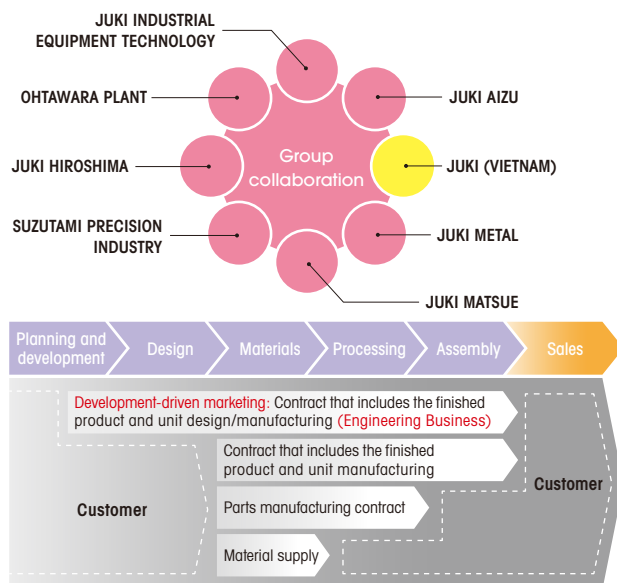 JUKI INDUSTRIAL
EQUIPMENT TECHNOLOGY
OHTAWARA PLANT
JUKI AIZU
JUKI HIROSHIMA
Group
collaboration
JUKI (VIETNAM)
SUZUTAMI PRECISION
INDUSTRY
JUKI METAL
JUKI MATSUE
Planning and
development
Design
Materials
Processing
Assembly
Sales
Development-driven marketing: Contract that includes the finished
product and unit design/manufacturing (Engineering Business)
Contract that includes the finished
product and unit manufacturing
Customer
Customer
Parts manufacturing contract
Material supply